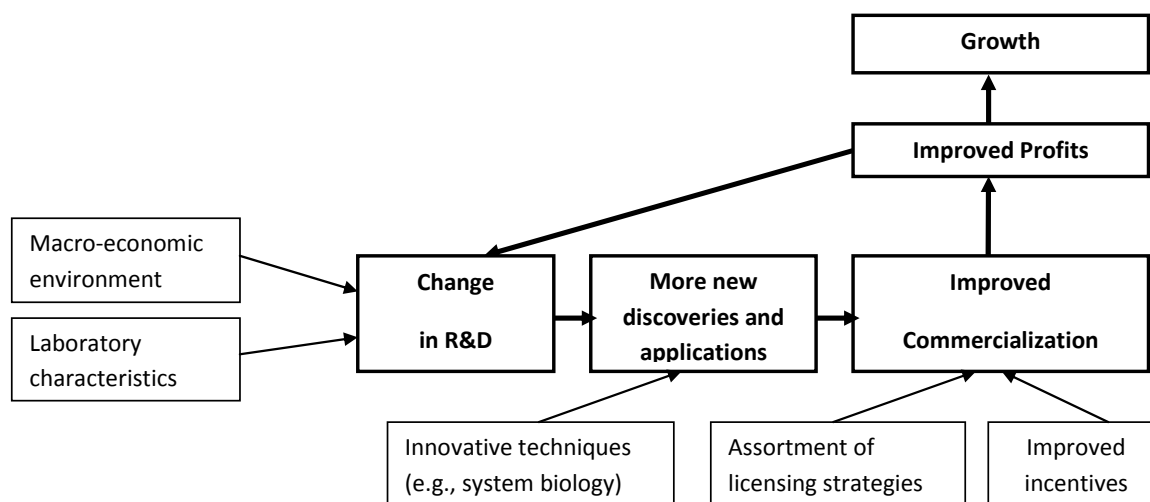 Growth
Improved Profits
Macro-economic
environment
Laboratory
characteristics
Change
in R&D
More new
discoveries and
applications
Improved
Commercialization
Innovative techniques
(e.g., system biology)
Assortment of
licensing strategies
Improved
incentives